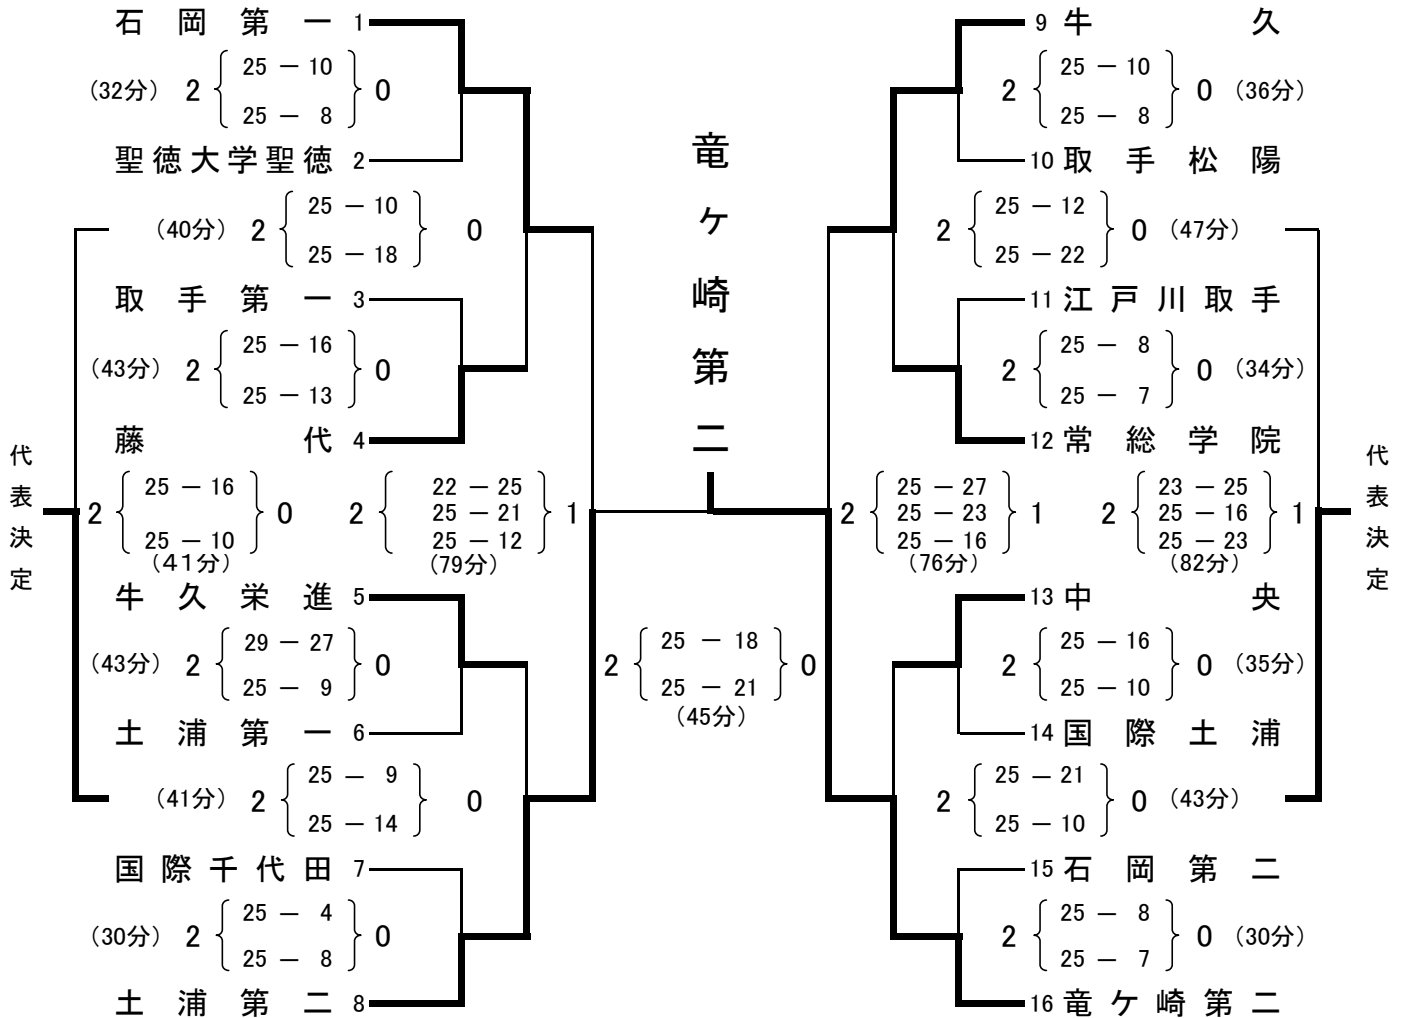 石岡第一 1
(32分) 2 25 － 10 0
25 － 8
聖徳大学聖徳 2
(40分) 2 25 － 10 0
25 － 18
取手第一 3
(43分) 2 25 － 16 0
25 － 13
藤代 4
代表決定
2 25 － 16 0
25 － 10
(41分)
2 22 － 25 1
25 － 21
25 － 12
(79分)
牛久栄進 5
(43分) 2 29 － 27 0
25 － 9
土浦第一 6
(41分) 2 25 － 9 0
25 － 14
国際千代田 7
(30分) 2 25 － 4 0
25 － 8
土浦第二 8
竜ヶ崎第二
2 25 － 18 0
25 － 21
(45分)
9 牛久
2 25 － 10 0 (36分)
25 － 8
10 取手松陽
2 25 － 12 0 (47分)
25 － 22
11 江戸川取手
2 25 － 8 0 (34分)
25 － 7
12 常総学院
2 25 － 27 1
25 － 23
25 － 16
(76分)
2 23 － 25 1
25 － 16
25 － 23
(82分)
代表決定
13 中央
2 25 － 16 0 (35分)
25 － 10
14 国際土浦
2 25 － 21 0 (43分)
25 － 10
15 石岡第二
2 25 － 8 0 (30分)
25 － 7
16 竜ケ崎第二